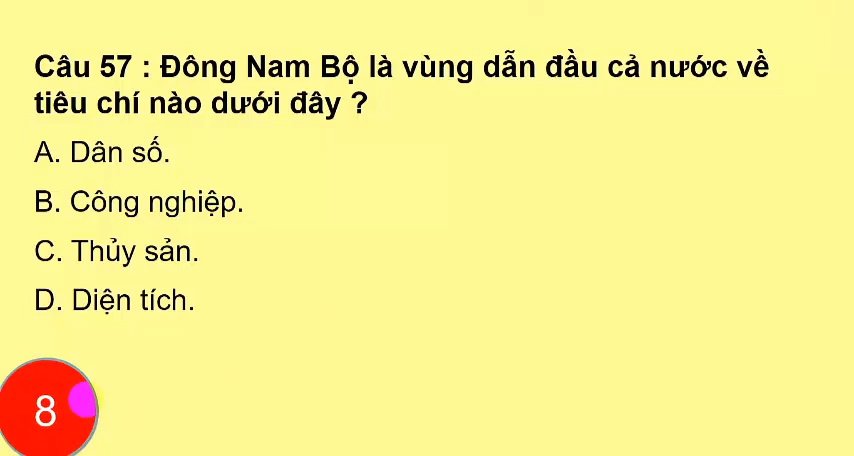 Câu 57 : Đông Nam Bộ là vùng dẫn đầu cả nước về
tiêu chí nào dưới đây ?
A. Dân số.
B. Công nghiệp.
C. Thủy sản.
D. Diện tích.
8